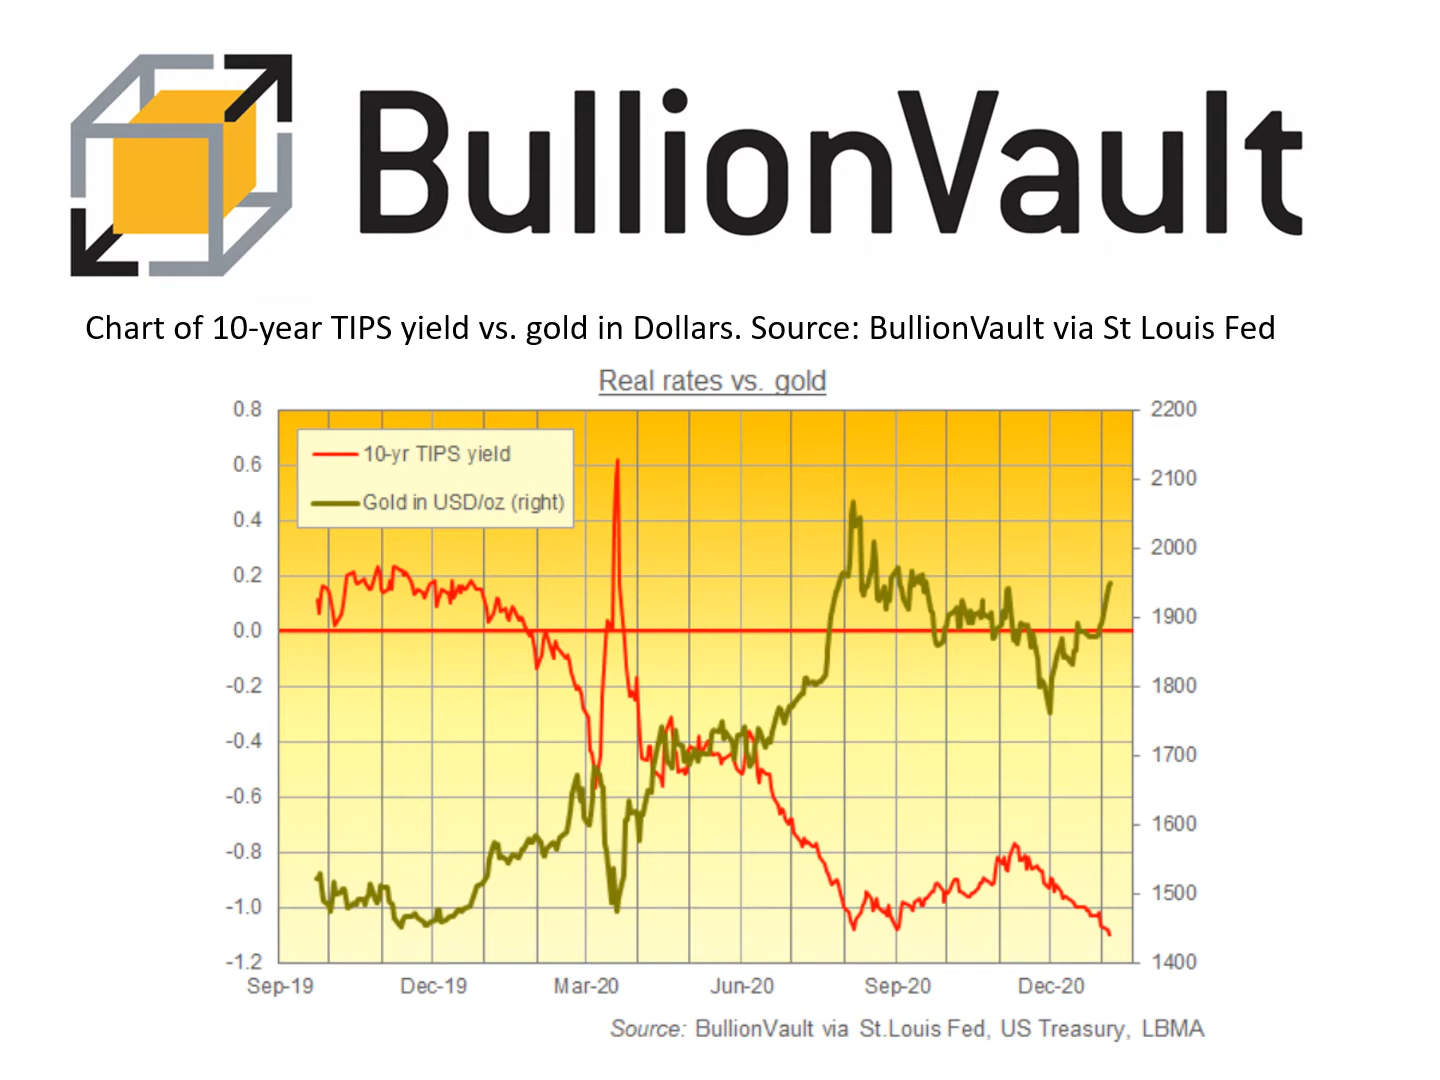 BullionVault
Chart of 10-year TIPS yield vs. gold in Dollars. Source: BullionVault via St Louis Fed
Real rates vs. gold
0.8
0.6
0.4
0.2
0.0
-0.2
-0.4
-0.6
-0.8
-1.0
-1.2
10-yr TIPS yield
Gold in USD/oz (right)
2200
2100
2000
1900
1800
1700
1600
1500
1400
Sep-19 Dec-19 Mar-20 Jun-20 Sep-20 Dec-20
Source: BullionVault via St.Louis Fed, US Treasury, LBMA